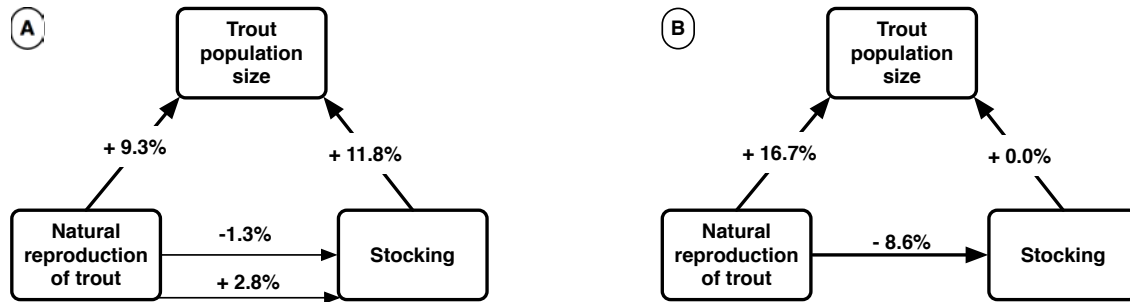 A
Trout
population
size
+ 9.3%
+ 11.8%
Natural
reproduction
of trout
-1.3%
+ 2.8%
Stocking
B
Trout
population
size
+ 16.7%
+ 0.0%
Natural
reproduction
of trout
- 8.6%
Stocking